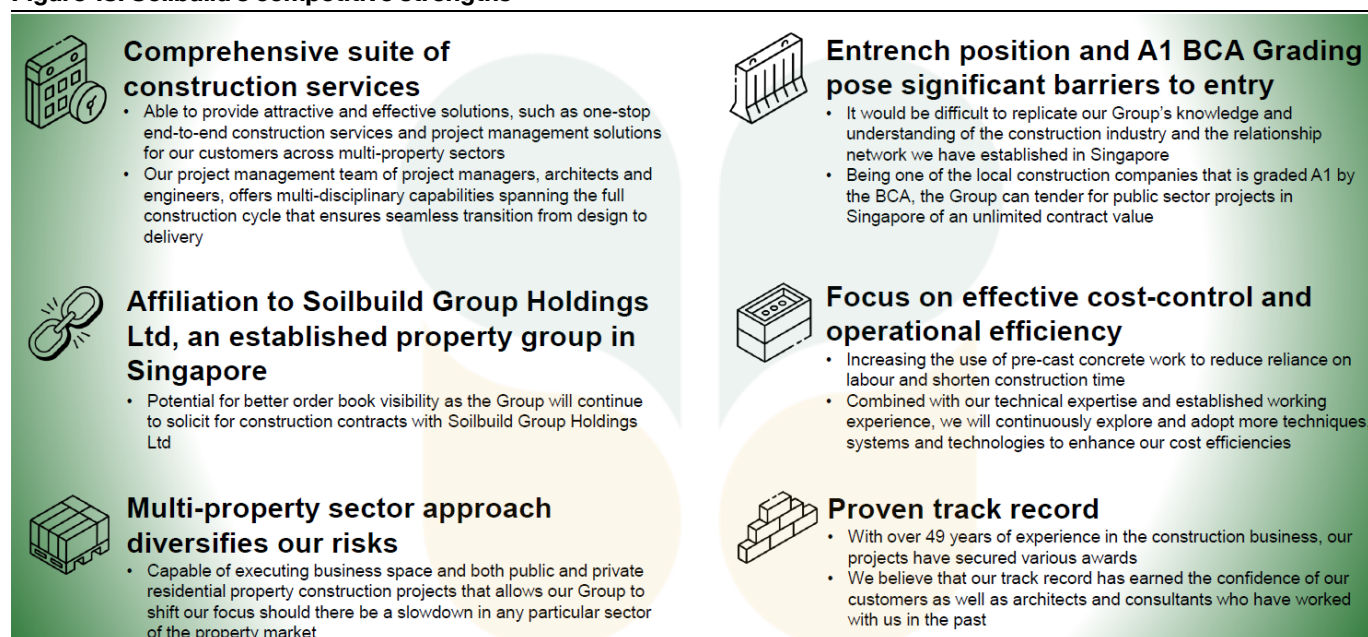 Comprehensive suite of
construction services
• Able to provide attractive and effective solutions, such as one-stop
end-to-end construction services and project management solutions
for our customers across multi-property sectors
• Our project management team of project managers, architects and
engineers, offers multi-disciplinary capabilities spanning the full
construction cycle that ensures seamless transition from design to
delivery
Affiliation to Soilbuild Group Holdings
Ltd, an established property group in
Singapore
• Potential for better order book visibility as the Group will continue
to solicit for construction contracts with Soilbuild Group Holdings
Ltd
Multi-property sector approach
diversifies our risks
• Capable of executing business space and both public and private
residential property construction projects that allows our Group to
shift our focus should there be a slowdown in any particular sector
of the property market
Entrench position and A1 BCA Grading
pose significant barriers to entry
• It would be difficult to replicate our Group's knowledge and
understanding of the construction industry and the relationship
network we have established in Singapore
• Being one of the local construction companies that is graded A1 by
the BCA, the Group can tender for public sector projects in
Singapore of an unlimited contract value
Focus on effective cost-control and
operational efficiency
• Increasing the use of pre-cast concrete work to reduce reliance on
labour and shorten construction time
• Combined with our technical expertise and established working
experience, we will continuously explore and adopt more techniques,
systems and technologies to enhance our cost efficiencies
Proven track record
• With over 49 years of experience in the construction business, our
projects have secured various awards
• We believe that our track record has earned the confidence of our
customers as well as architects and consultants who have worked
with us in the past